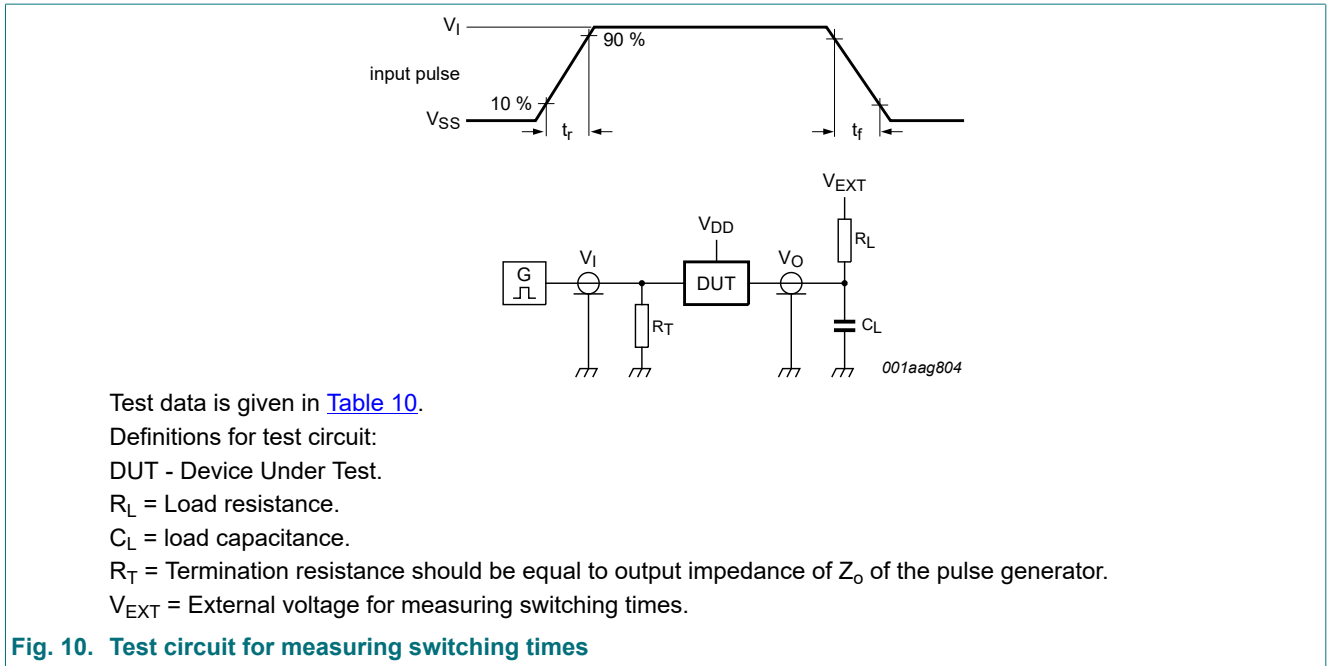 V_I
90 %
input pulse
10 %
V_SS
t_r
t_f
V_EXT
V_DD
R_L
V_I
V_O
G
DUT
R_T
C_L
001aag804
Test data is given in Table 10.
Definitions for test circuit:
DUT - Device Under Test.
R_L = Load resistance.
C_L = load capacitance.
R_T = Termination resistance should be equal to output impedance of Z_o of the pulse generator.
V_EXT = External voltage for measuring switching times.
Fig. 10. Test circuit for measuring switching times